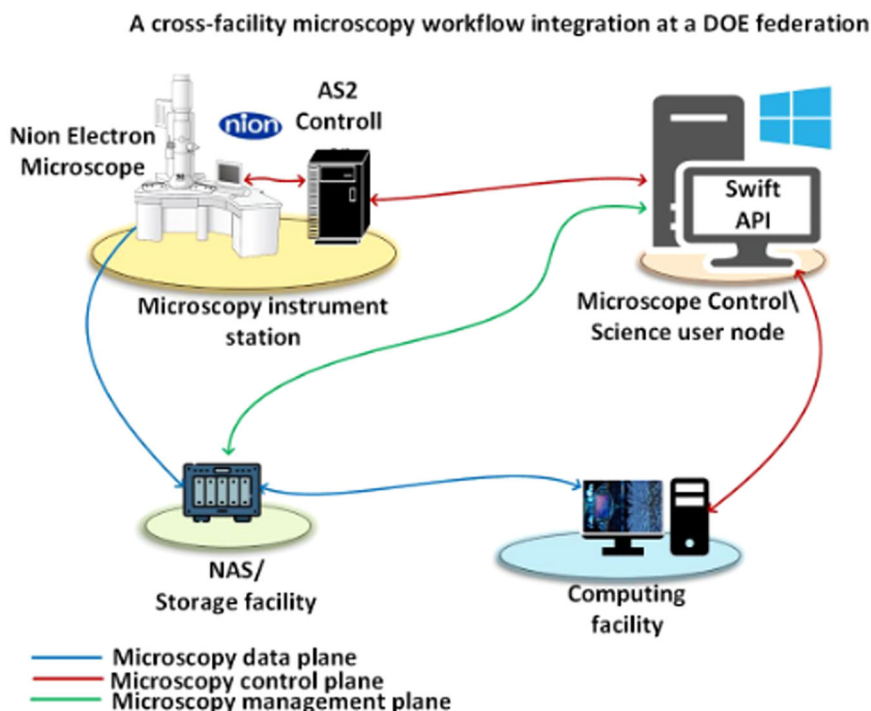 A cross-facility microscopy workflow integration at a DOE federation
Nion Electron
Microscope
nion
AS2
Controll
Swift
API
Microscopy instrument
station
Microscope Control\
Science user node
NAS/
Storage facility
Computing
facility
Microscopy data plane
Microscopy control plane
Microscopy management plane